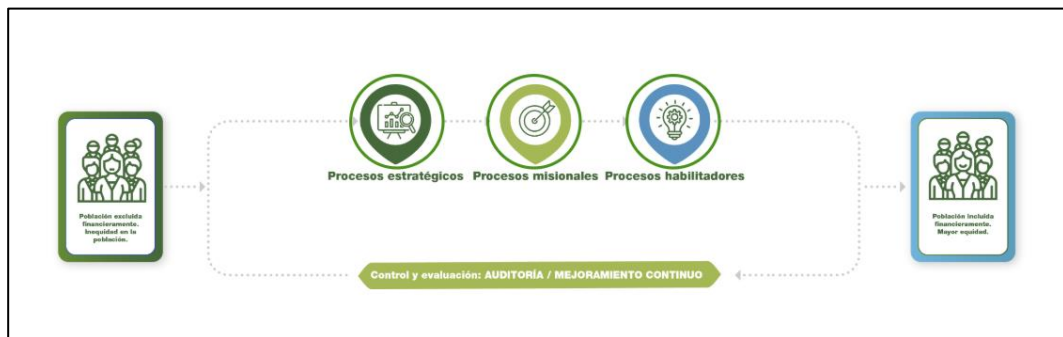 Procesos estratégicos
Procesos misionales
Procesos habilitadores
Población excluida
financieramente.
Inequidad en la
población.
Población incluida
financieramente.
Mayor equidad.
Control y evaluación: AUDITORÍA / MEJORAMIENTO CONTINUO